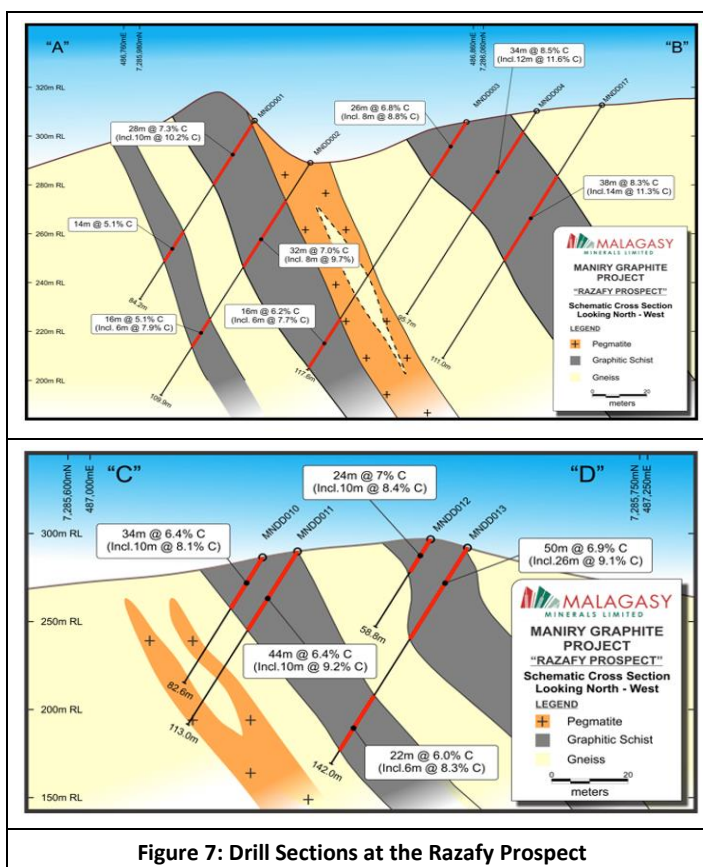 "A"
486,760mE
7,285,980mN
486,860mE
7,286,060mN
"B"
320m RL
300m RL
280m RL
260m RL
240m RL
220m RL
200m RL
MNDD001
MNDD002
MNDD003
MNDD004
MNDD017
28m @ 7.3% C
(Incl.10m @ 10.2% C)
26m @ 6.8% C
(Incl. 8m @ 8.8% C)
34m @ 8.5% C
(Incl.12m @ 11.6% C)
38m @ 8.3% C
(Incl.14m @ 11.3% C)
14m @ 5.1% C
32m @ 7.0% C
(Incl. 8m @ 9.7%)
16m @ 5.1% C
(Incl. 6m @ 7.9% C)
16m @ 6.2% C
(Incl. 6m @ 7.7% C)
84.2m
109.9m
117.6m
95.7m
111.0m
MALAGASY
MINERALS LIMITED
MANIRY GRAPHITE
PROJECT
"RAZAFY PROSPECT"
Schematic Cross Section
Looking North - West
LEGEND
Pegmatite
Graphitic Schist
Gneiss
0 20
meters
7,285,600mN
487,000mE
"C"
"D"
7,285,750mN
487,250mE
300m RL
250m RL
200m RL
150m RL
MNDD010
MNDD011
MNDD012
MNDD013
24m @ 7% C
(Incl.10m @ 8.4% C)
34m @ 6.4% C
(Incl.10m @ 8.1% C)
50m @ 6.9% C
(Incl.26m @ 9.1% C)
44m @ 6.4% C
(Incl.10m @ 9.2% C)
22m @ 6.0% C
(Incl.6m @ 8.3% C)
58.8m
82.6m
113.0m
142.0m
MALAGASY
MINERALS LIMITED
MANIRY GRAPHITE
PROJECT
"RAZAFY PROSPECT"
Schematic Cross Section
Looking North - West
LEGEND
Pegmatite
Graphitic Schist
Gneiss
0 20
meters
Figure 7: Drill Sections at the Razafy Prospect